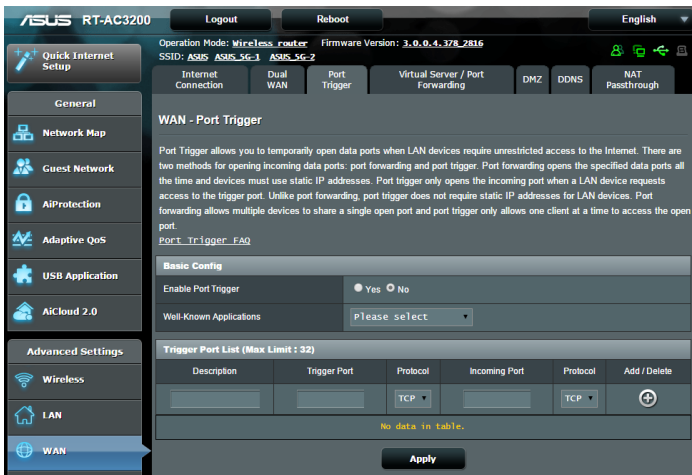 ASUS RT-AC3200 Logout Reboot English
Quick Internet Setup
Operation Mode: Wireless router Firmware Version: 3.0.0.4.378_2816
SSID: ASUS ASUS_5G-1 ASUS_5G-2
Internet Connection Dual WAN Port Trigger Virtual Server / Port Forwarding DMZ DDNS NAT Passthrough
General
Network Map
Guest Network
AiProtection
Adaptive QoS
USB Application
AiCloud 2.0
Advanced Settings
Wireless
LAN
WAN
WAN - Port Trigger
Port Trigger allows you to temporarily open data ports when LAN devices require unrestricted access to the Internet. There are
two methods for opening incoming data ports: port forwarding and port trigger. Port forwarding opens the specified data ports all
the time and devices must use static IP addresses. Port trigger only opens the incoming port when a LAN device requests
access to the trigger port. Unlike port forwarding, port trigger does not require static IP addresses for LAN devices. Port
forwarding allows multiple devices to share a single open port and port trigger only allows one client at a time to access the open
port.
Port Trigger FAQ
Basic Config
Enable Port Trigger Yes No
Well-Known Applications Please select
Trigger Port List (Max Limit : 32)
Description Trigger Port Protocol Incoming Port Protocol Add / Delete
TCP TCP
No data in table.
Apply